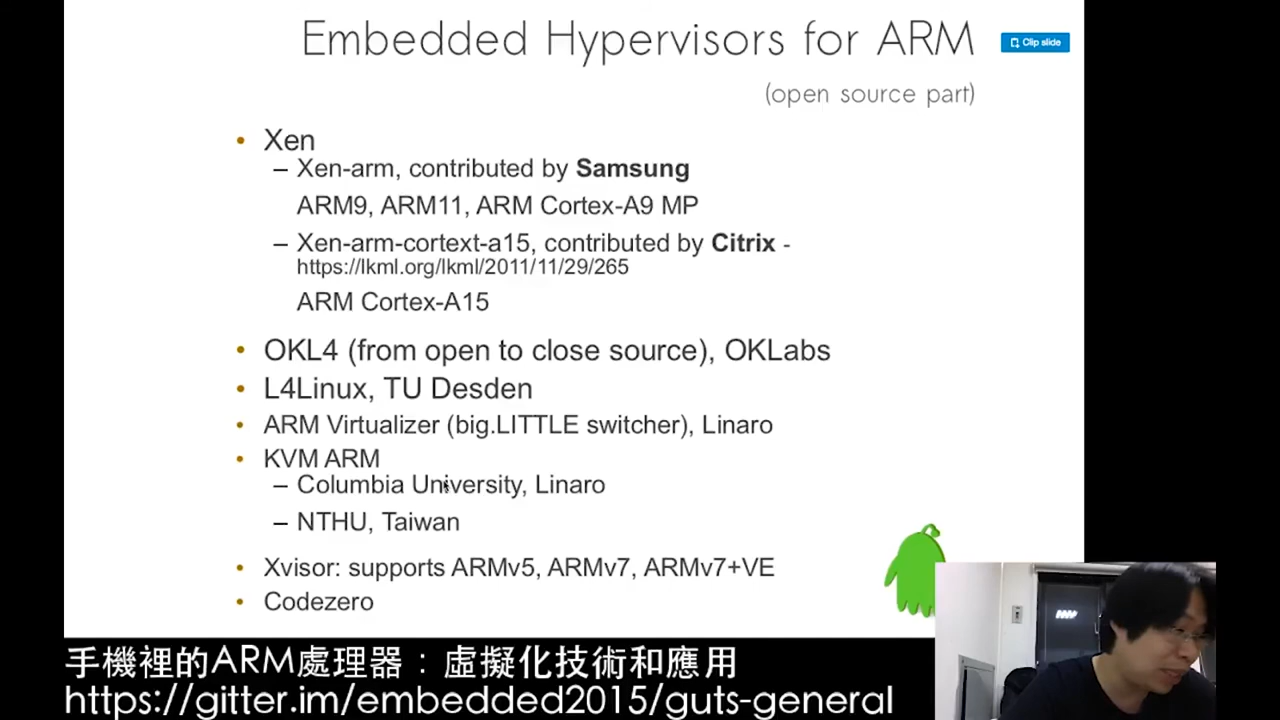 Embedded Hypervisors for ARM
Clip slide
(open source part)
• Xen
– Xen-arm, contributed by Samsung
ARM9, ARM11, ARM Cortex-A9 MP
– Xen-arm-cortext-a15, contributed by Citrix -
https://lkml.org/lkml/2011/11/29/265
ARM Cortex-A15
• OKL4 (from open to close source), OKLabs
• L4Linux, TU Desden
• ARM Virtualizer (big.LITTLE switcher), Linaro
• KVM ARM
– Columbia University, Linaro
– NTHU, Taiwan
• Xvisor: supports ARMv5, ARMv7, ARMv7+VE
• Codezero
手機裡的ARM處理器：虛擬化技術和應用
https://gitter.im/embedded2015/guts-general